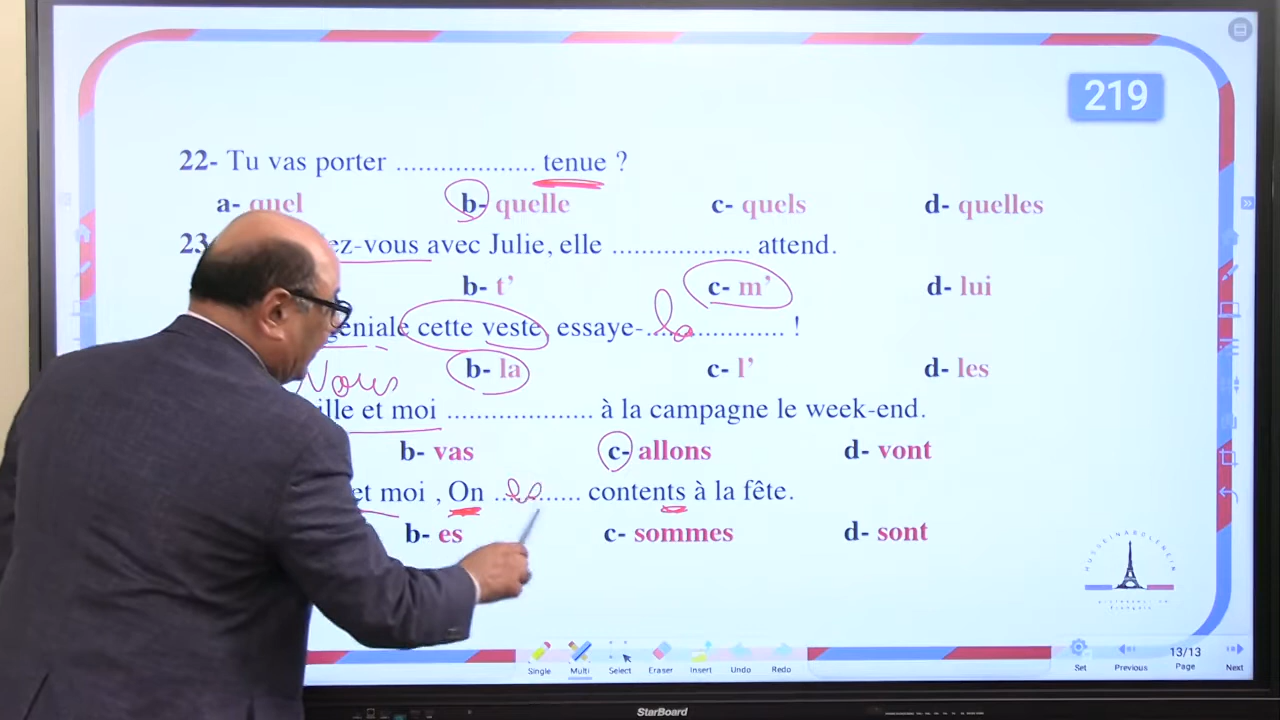 219
22- Tu vas porter ................... tenue ?
a- quel b- quelle c- quels d- quelles
23 ez-vous avec Julie, elle ................... attend.
b- t’ c- m’ d- lui
géniale cette veste, essaye- la ............ !
b- la c- l’ d- les
Nous
ille et moi .................... à la campagne le week-end.
b- vas c- allons d- vont
et moi , On ............ contents à la fête.
b- es c- sommes d- sont
HUSSEINABOLENEIN
Single Multi Select Eraser Insert Undo Redo Set Previous 13/13 Page Next
StarBoard